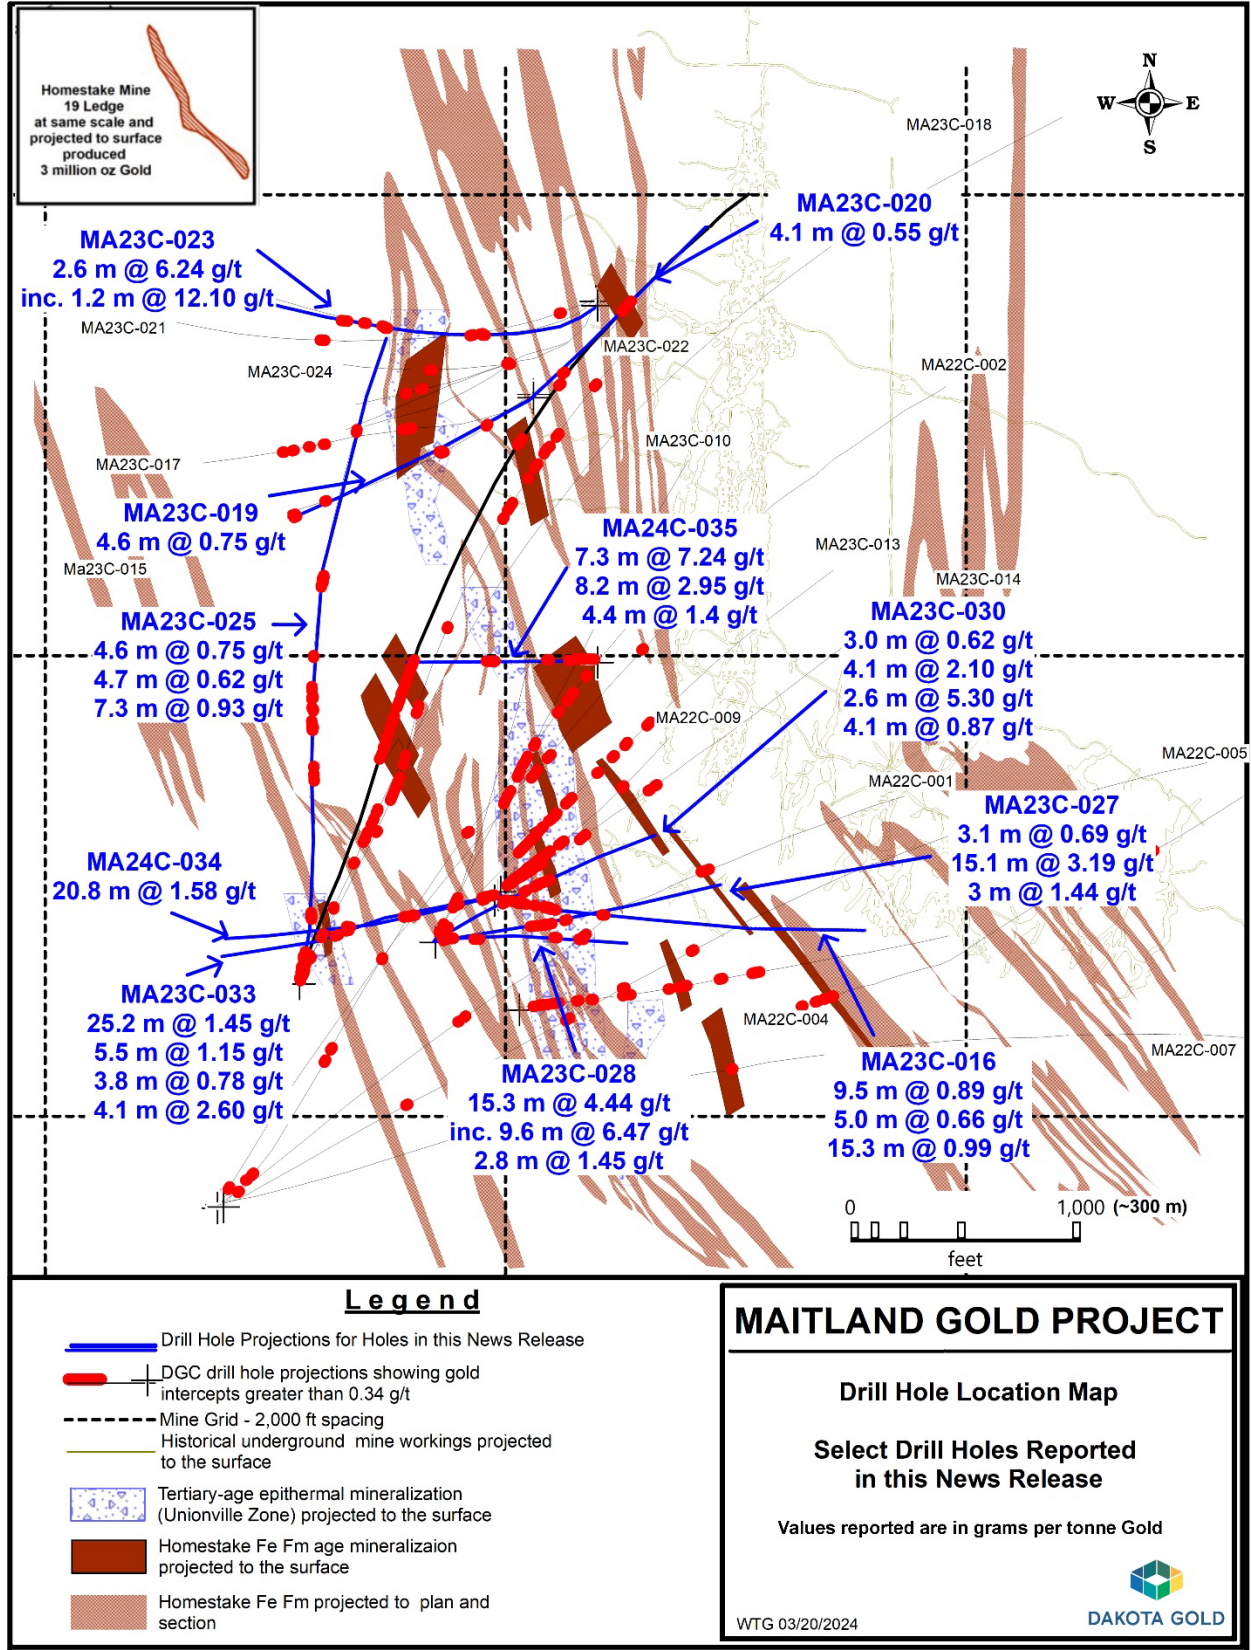 Homestake Mine
19 Ledge
at same scale and
projected to surface
produced
3 million oz Gold
N
W
E
S
MA23C-018
MA23C-020
4.1 m @ 0.55 g/t
MA23C-023
2.6 m @ 6.24 g/t
inc. 1.2 m @ 12.10 g/t
MA23C-021
MA23C-024
MA23C-022
MA22C-002
MA23C-010
MA23C-017
MA23C-019
4.6 m @ 0.75 g/t
Ma23C-015
MA24C-035
7.3 m @ 7.24 g/t
8.2 m @ 2.95 g/t
4.4 m @ 1.4 g/t
MA23C-013
MA23C-014
MA23C-025
4.6 m @ 0.75 g/t
4.7 m @ 0.62 g/t
7.3 m @ 0.93 g/t
MA23C-030
3.0 m @ 0.62 g/t
4.1 m @ 2.10 g/t
2.6 m @ 5.30 g/t
4.1 m @ 0.87 g/t
MA22C-009
MA22C-005
MA22C-001
MA23C-027
3.1 m @ 0.69 g/t
15.1 m @ 3.19 g/t
3 m @ 1.44 g/t
MA24C-034
20.8 m @ 1.58 g/t
MA23C-033
25.2 m @ 1.45 g/t
5.5 m @ 1.15 g/t
3.8 m @ 0.78 g/t
4.1 m @ 2.60 g/t
MA22C-004
MA22C-007
MA23C-028
15.3 m @ 4.44 g/t
inc. 9.6 m @ 6.47 g/t
2.8 m @ 1.45 g/t
MA23C-016
9.5 m @ 0.89 g/t
5.0 m @ 0.66 g/t
15.3 m @ 0.99 g/t
0 1,000 (~300 m)
feet
Legend
Drill Hole Projections for Holes in this News Release
DGC drill hole projections showing gold
intercepts greater than 0.34 g/t
Mine Grid - 2,000 ft spacing
Historical underground mine workings projected
to the surface
Tertiary-age epithermal mineralization
(Unionville Zone) projected to the surface
Homestake Fe Fm age mineralizaion
projected to the surface
Homestake Fe Fm projected to plan and
section
MAITLAND GOLD PROJECT
Drill Hole Location Map
Select Drill Holes Reported
in this News Release
Values reported are in grams per tonne Gold
WTG 03/20/2024
DAKOTA GOLD